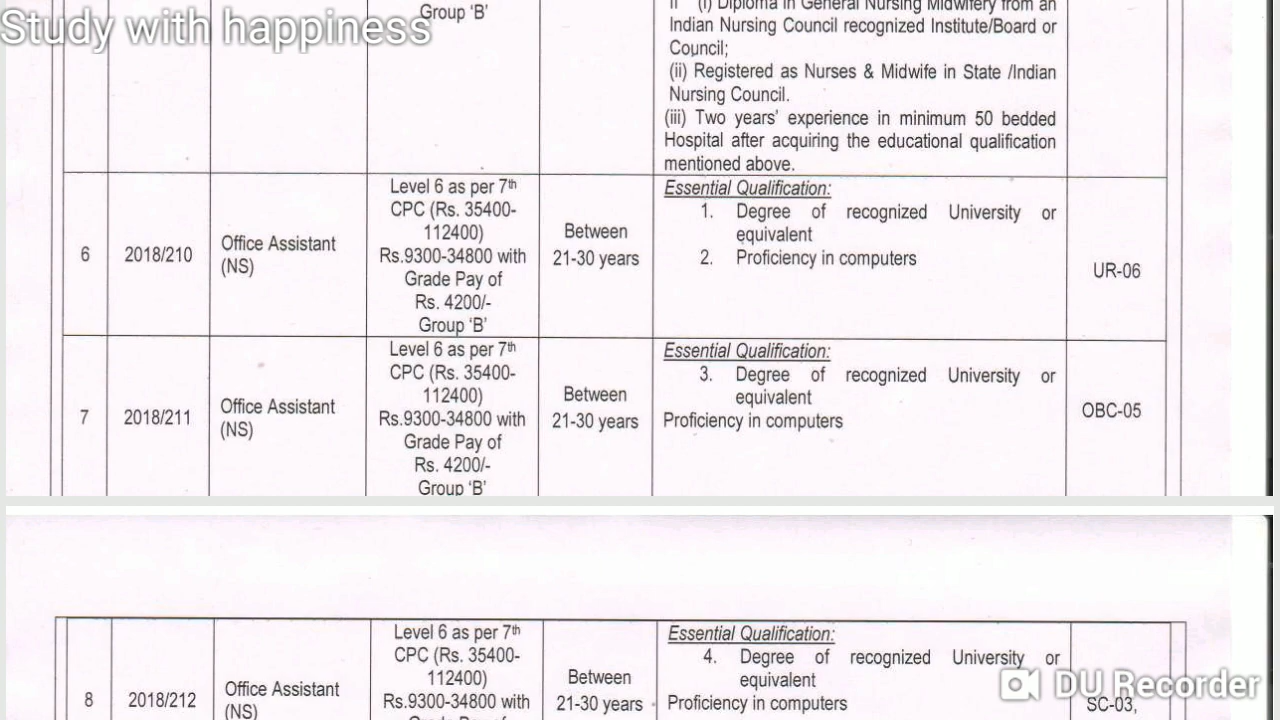 Study with happiness
Group ‘B’
II (i) Diploma in General Nursing Midwifery from an
Indian Nursing Council recognized Institute/Board or
Council;
(ii) Registered as Nurses & Midwife in State /Indian
Nursing Council.
(iii) Two years’ experience in minimum 50 bedded
Hospital after acquiring the educational qualification
mentioned above.
6
2018/210
Office Assistant
(NS)
Level 6 as per 7th
CPC (Rs. 35400-
112400)
Rs.9300-34800 with
Grade Pay of
Rs. 4200/-
Group ‘B’
Between
21-30 years
Essential Qualification:
1. Degree of recognized University or
equivalent
2. Proficiency in computers
UR-06
7
2018/211
Office Assistant
(NS)
Level 6 as per 7th
CPC (Rs. 35400-
112400)
Rs.9300-34800 with
Grade Pay of
Rs. 4200/-
Group ‘B’
Between
21-30 years
Essential Qualification:
3. Degree of recognized University or
equivalent
Proficiency in computers
OBC-05
8
2018/212
Office Assistant
(NS)
Level 6 as per 7th
CPC (Rs. 35400-
112400)
Rs.9300-34800 with
Between
21-30 years
Essential Qualification:
4. Degree of recognized University or
equivalent
Proficiency in computers
SC-03,
DU Recorder